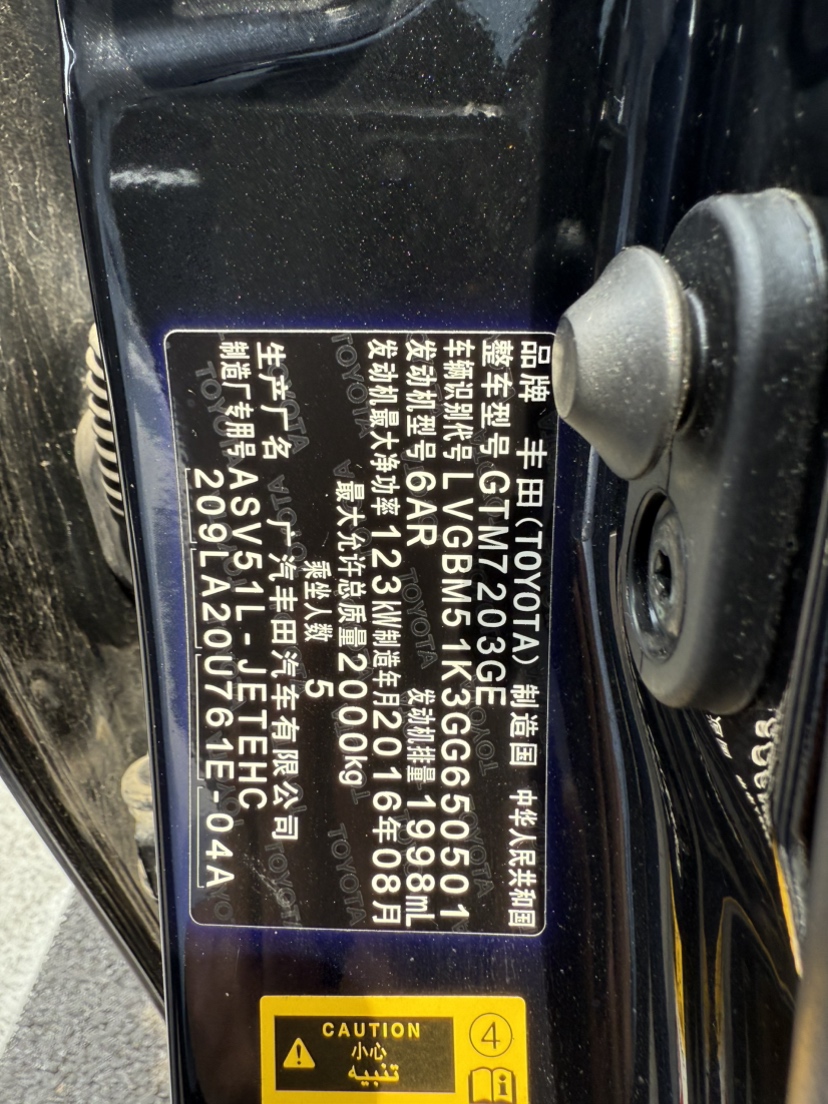 品牌 丰田(TOYOTA) 制造国 中华人民共和国
整车型号 GTM7203GE
车辆识别代号 LVGBM51K3GG650501
发动机型号 6AR 发动机排量 1998mL
发动机最大净功率 123kW 制造年月 2016年08月
最大允许总质量 2000kg
乘坐人数 5
生产厂名 广汽丰田汽车有限公司
制造厂专用号 ASV51L-JETEHC
209LA20U761E-04A
CAUTION
小心
تنبيه
4